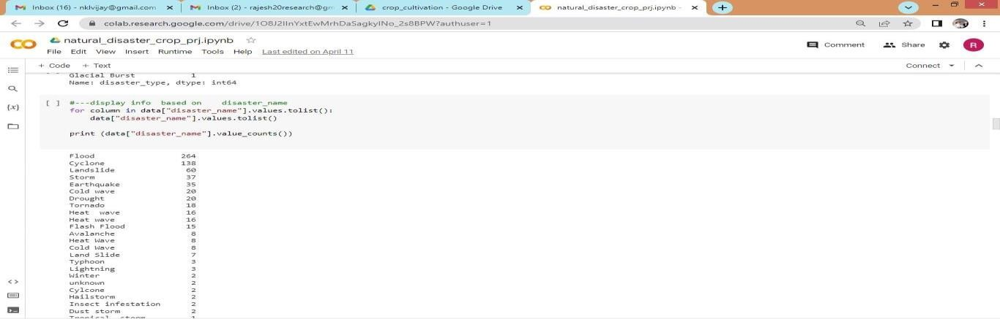 Inbox (16) - nklvijay@gmail.com
Inbox (2) - rajesh20research@gm
crop_cultivation - Google Drive
natural_disaster_crop_prj.ipynb -
colab.research.google.com/drive/1O8J2IInYxtEwMrhDaSagkyINo_2s8BPW?authuser=1
natural_disaster_crop_prj.ipynb
File Edit View Insert Runtime Tools Help Last edited on April 11
Comment Share R
+ Code + Text
Connect
Glacial Burst 1
Name: disaster_type, dtype: int64
[ ] #---display info based on disaster_name
for column in data["disaster_name"].values.tolist():
data["disaster_name"].values.tolist()
print (data["disaster_name"].value_counts())
Flood 264
Cyclone 138
Landslide 60
Storm 37
Earthquake 35
Cold wave 20
Drought 20
Tornado 18
Heat  wave 16
Heat wave 16
Flash Flood 15
Avalanche 8
Heat Wave 8
Cold Wave 8
Land Slide 7
Typhoon 3
Lightning 3
Winter 2
unknown 2
Cylcone 2
Hailstorm 2
Insect infestation 2
Dust storm 2
Tropical  storm 1